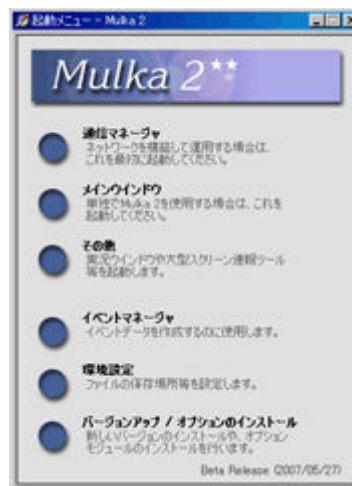 起動メニュー - Mulka 2
Mulka 2
通信マネージャ
ネットワークを構築して運用する場合は、
これを最初に起動してください。
メインウインドウ
単独でMulka 2を使用する場合は、これを
起動してください。
その他
実況ウインドウや大型スクリーン速報ツール
等を起動します。
イベントマネージャ
イベントデータを作成するのに使用します。
環境設定
ファイルの保存場所等を設定します。
バージョンアップ / オプションのインストール
新しいバージョンのインストールや、オプション
モジュールのインストールを行います。
Beta Release (2007/05/27)